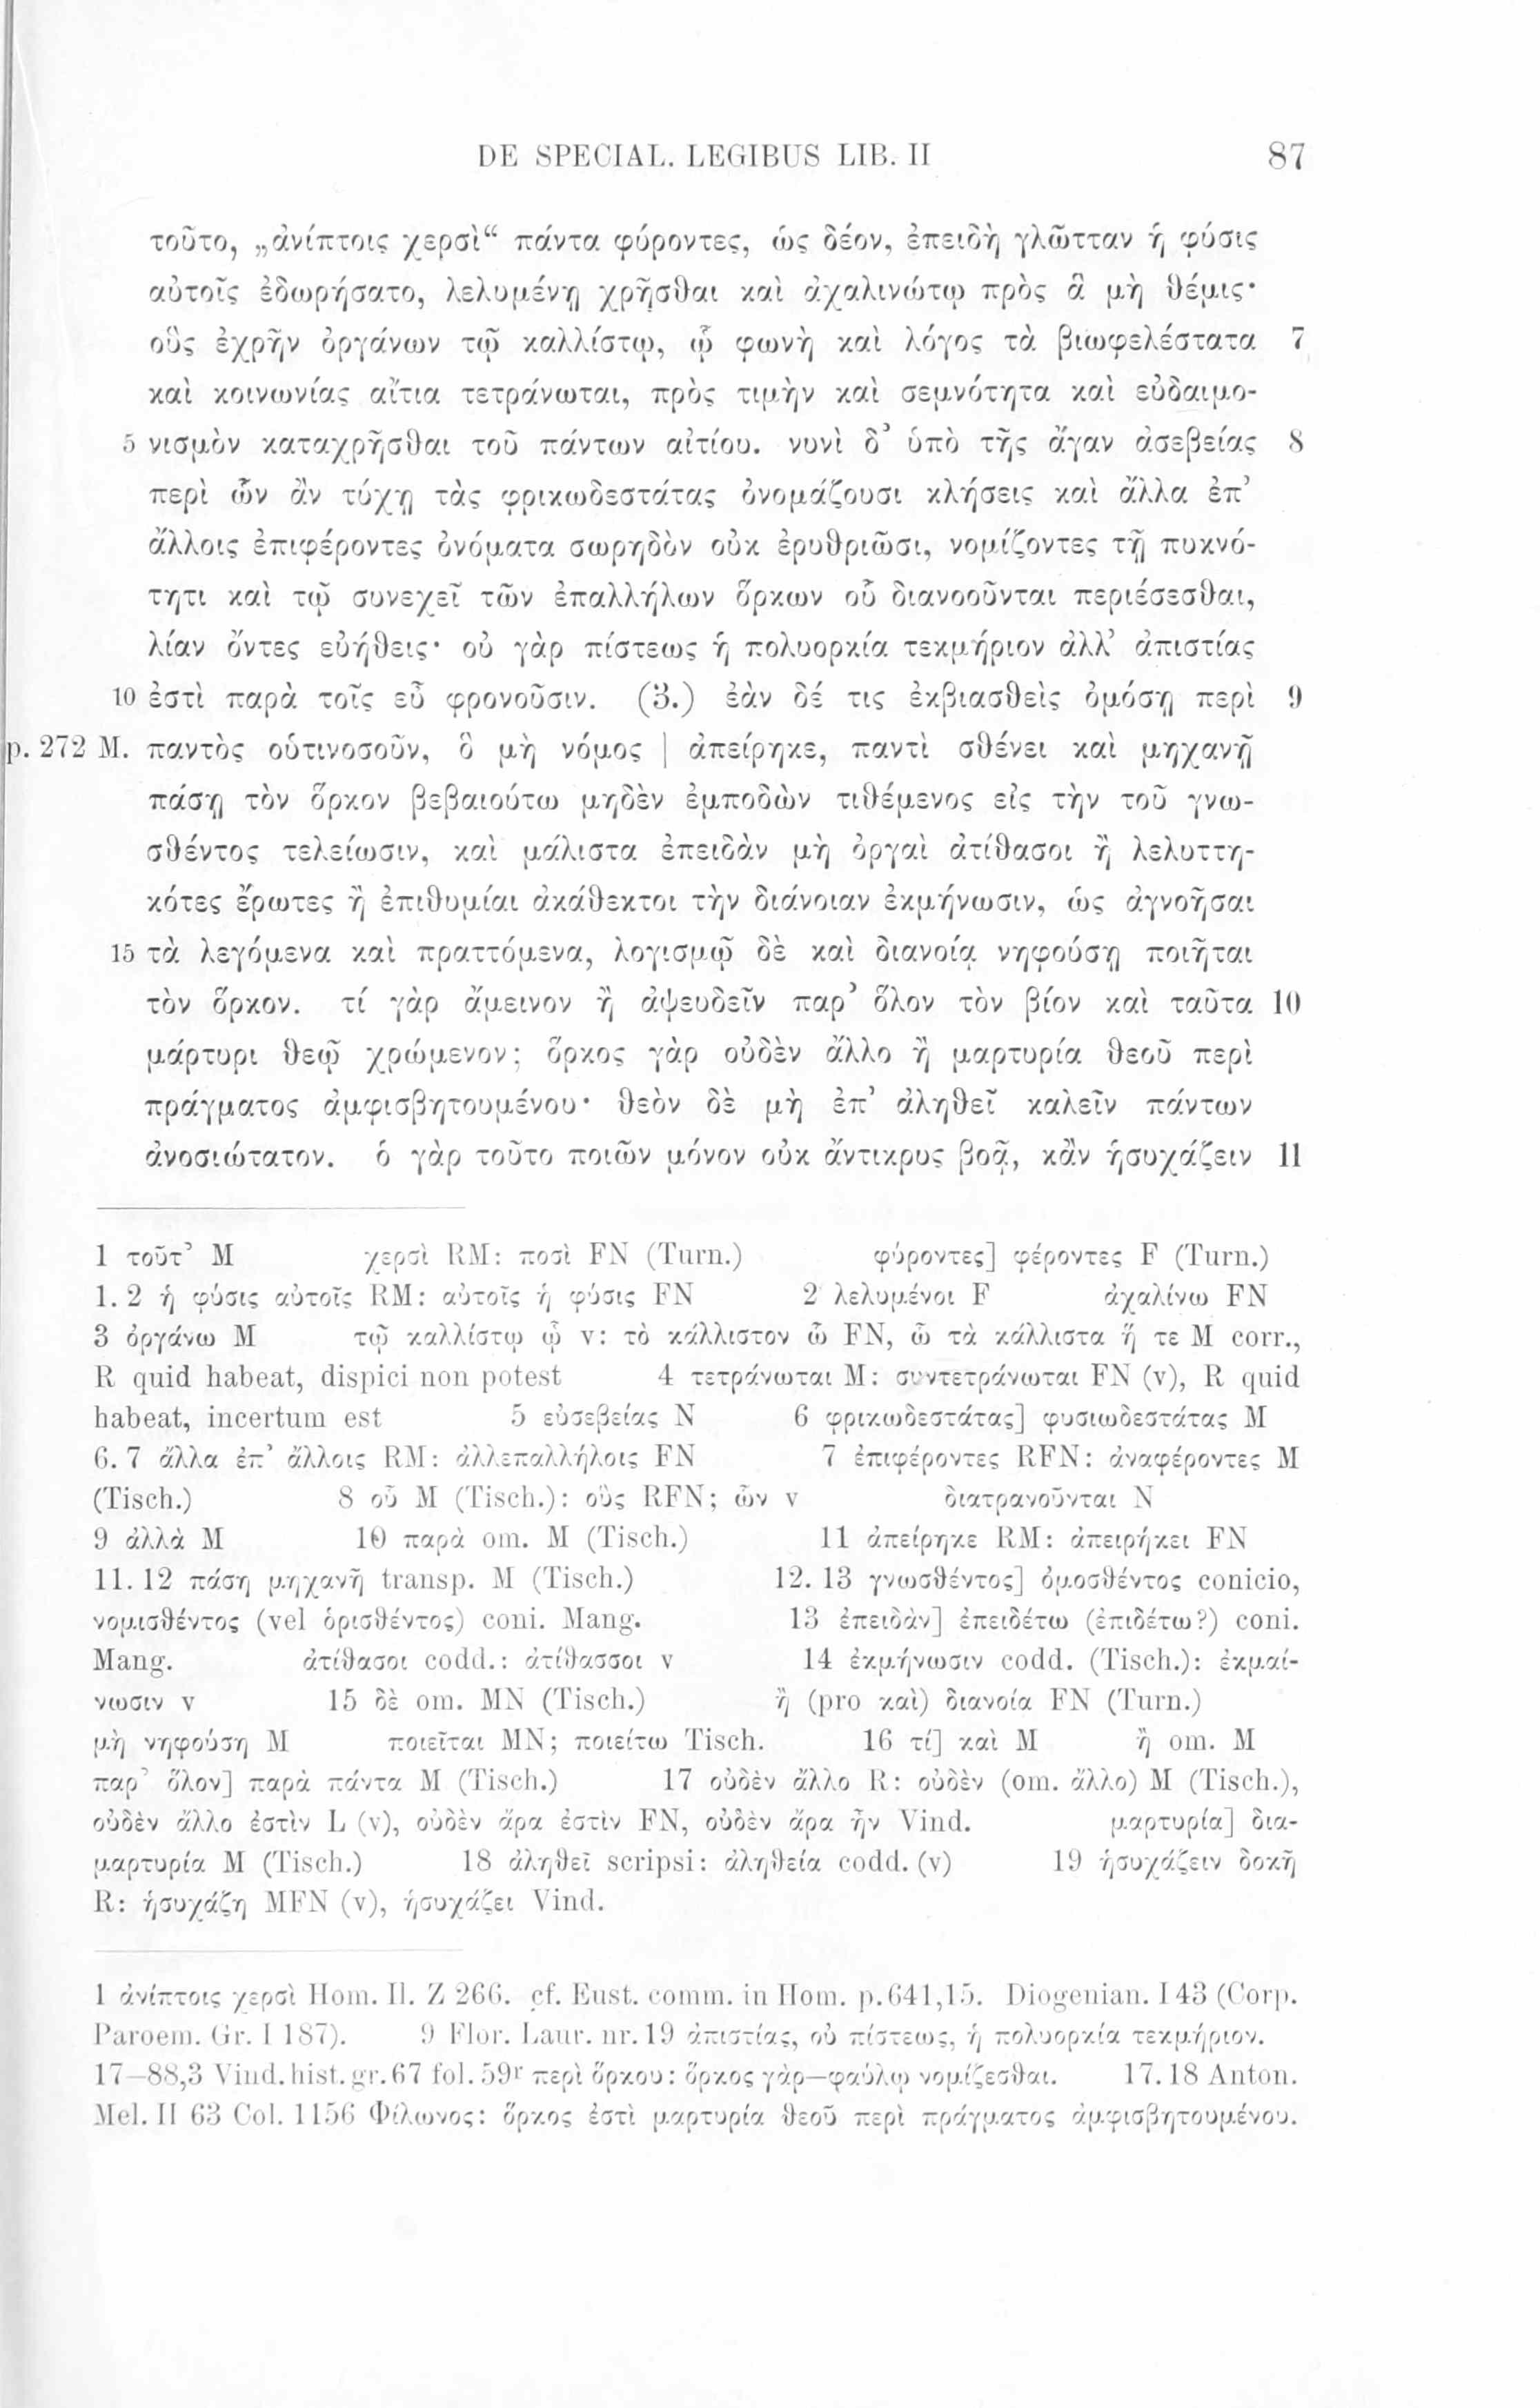 DE SPECIAL. LEGIBUS LIB. II 87
τοῦτο, „ἀνίπτοις χερσὶ“ πάντα φύροντες, ὡς δέον, ἐπειδὴ γλῶτταν ἡ φύσις
αὐτοῖς ἐδωρήσατο, λελυμένῃ χρῆσθαι καὶ ἀχαλινώτῳ πρὸς ἃ μὴ θέμις·
οὓς ἐχρῆν ὀργάνων τῷ καλλίστῳ, ᾧ φωνὴ καὶ λόγος τὰ βιωφελέστατα 7
καὶ κοινωνίας αἴτια τετράνωται, πρὸς τιμὴν καὶ σεμνότητα καὶ εὐδαιμο-
5 νισμὸν καταχρῆσθαι τοῦ πάντων αἰτίου. νυνὶ δ’ ὑπὸ τῆς ἄγαν ἀσεβείας 8
περὶ ὧν ἂν τύχῃ τὰς φρικωδεστάτας ὀνομάζουσι κλήσεις καὶ ἄλλα ἐπ’
ἄλλοις ἐπιφέροντες ὀνόματα σωρηδὸν οὐκ ἐρυθριῶσι, νομίζοντες τῇ πυκνό-
τητι καὶ τῷ συνεχεῖ τῶν ἐπαλλήλων ὅρκων οὗ διανοοῦνται περιέσεσθαι,
λίαν ὄντες εὐήθεις· οὐ γὰρ πίστεως ἡ πολυορκία τεκμήριον ἀλλ’ ἀπιστίας
10 ἐστὶ παρὰ τοῖς εὖ φρονοῦσιν. (3.) ἐὰν δέ τις ἐκβιασθεὶς ὀμόσῃ περὶ 9
p. 272 M. παντὸς οὑτινοσοῦν, ὃ μὴ νόμος | ἀπείρηκε, παντὶ σθένει καὶ μηχανῇ
πάσῃ τὸν ὅρκον βεβαιούτω μηδὲν ἐμποδὼν τιθέμενος εἰς τὴν τοῦ γνω-
σθέντος τελείωσιν, καὶ μάλιστα ἐπειδὰν μὴ ὀργαὶ ἀτίθασοι ἢ λελυττη-
κότες ἔρωτες ἢ ἐπιθυμίαι ἀκάθεκτοι τὴν διάνοιαν ἐκμήνωσιν, ὡς ἀγνοῆσαι
15 τὰ λεγόμενα καὶ πραττόμενα, λογισμῷ δὲ καὶ διανοίᾳ νηφούσῃ ποιῆται
τὸν ὅρκον. τί γὰρ ἄμεινον ἢ ἀψευδεῖν παρ’ ὅλον τὸν βίον καὶ ταῦτα 10
μάρτυρι θεῷ χρώμενον; ὅρκος γὰρ οὐδὲν ἄλλο ἢ μαρτυρία θεοῦ περὶ
πράγματος ἀμφισβητουμένου· θεὸν δὲ μὴ ἐπ’ ἀληθεῖ καλεῖν πάντων
ἀνοσιώτατον. ὁ γὰρ τοῦτο ποιῶν μόνον οὐκ ἄντικρυς βοᾷ, κἂν ἡσυχάζειν 11
1 τοῦτ’ M χερσὶ RM: ποσὶ FN (Turn.) φύροντες] φέροντες F (Turn.)
1. 2 ἡ φύσις αὐτοῖς RM: αὐτοῖς ἡ φύσις FN 2 λελυμένοι F ἀχαλίνω FN
3 ὀργάνω M τῷ καλλίστῳ ᾧ v: τὸ κάλλιστον ὦ FN, ὦ τὰ κάλλιστα ἥ τε M corr.,
R quid habeat, dispici non potest 4 τετράνωται M: συντετράνωται FN (v), R quid
habeat, incertum est 5 εὐσεβείας N 6 φρικωδεστάτας] φυσιωδεστάτας M
6. 7 ἄλλα ἐπ’ ἄλλοις RM: ἀλλεπαλλήλοις FN 7 ἐπιφέροντες RFN: ἀναφέροντες M
(Tisch.) 8 οὗ M (Tisch.): οὓς RFN; ὧν v διατρανοῦνται N
9 ἀλλὰ M 10 παρὰ om. M (Tisch.) 11 ἀπείρηκε RM: ἀπειρήκει FN
11. 12 πάσῃ μηχανῇ transp. M (Tisch.) 12. 13 γνωσθέντος] ὀμοσθέντος conicio,
νομισθέντος (vel ὁρισθέντος) coni. Mang. 13 ἐπειδὰν] ἐπειδέτω (ἐπιδέτω?) coni.
Mang. ἀτίθασοι codd.: ἀτίθασσοι v 14 ἐκμήνωσιν codd. (Tisch.): ἐκμαί-
νωσιν v 15 δὲ om. MN (Tisch.) ἢ (pro καὶ) διανοία FN (Turn.)
μὴ νηφούση M ποιεῖται MN; ποιείτω Tisch. 16 τί] καὶ M ἢ om. M
παρ’ ὅλον] παρὰ πάντα M (Tisch.) 17 οὐδὲν ἄλλο R: οὐδὲν (om. ἄλλο) M (Tisch.),
οὐδὲν ἄλλο ἐστὶν L (v), οὐδὲν ἄρα ἐστὶν FN, οὐδὲν ἄρα ἦν Vind. μαρτυρία] δια-
μαρτυρία M (Tisch.) 18 ἀληθεῖ scripsi: ἀληθεία codd. (v) 19 ἡσυχάζειν δοκῇ
R: ἡσυχάζη MFN (v), ἡσυχάζει Vind.
1 ἀνίπτοις χερσὶ Hom. Il. Z 266. cf. Eust. comm. in Hom. p. 641,15. Diogenian. I 43 (Corp.
Paroem. Gr. I 187). 9 Flor. Laur. nr. 19 ἀπιστίας, οὐ πίστεως, ἡ πολυορκία τεκμήριον.
17–88,3 Vind. hist. gr. 67 fol. 59r περὶ ὅρκου: ὅρκος γὰρ—φαύλῳ νομίζεσθαι. 17. 18 Anton.
Mel. II 63 Col. 1156 Φίλωνος: ὅρκος ἐστὶ μαρτυρία θεοῦ περὶ πράγματος ἀμφισβητουμένου.